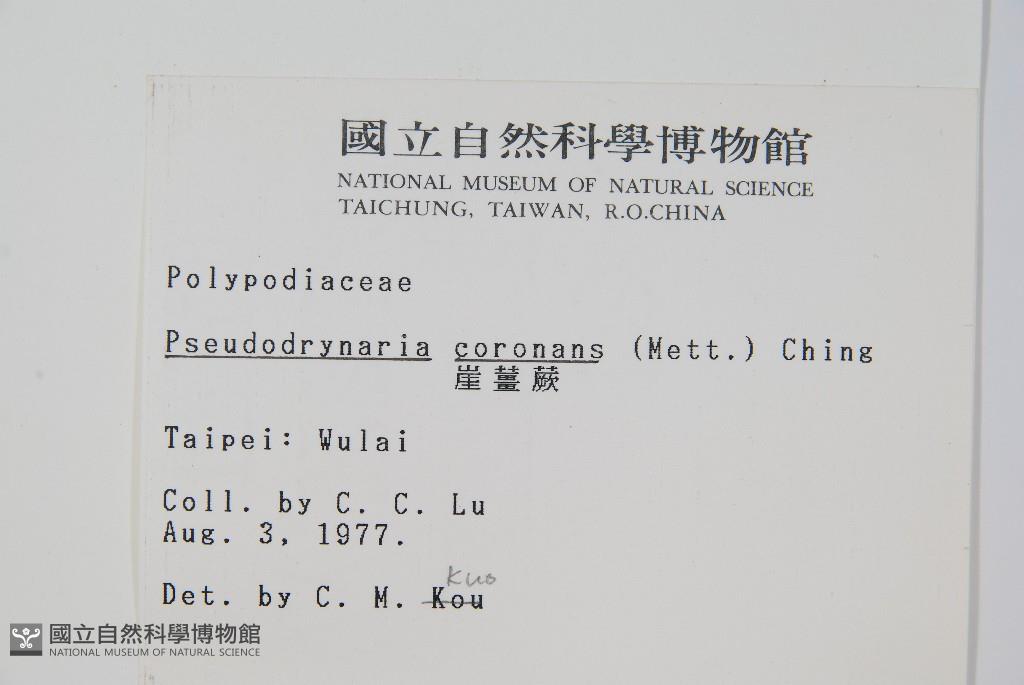 國立自然科學博物館
NATIONAL MUSEUM OF NATURAL SCIENCE
TAICHUNG, TAIWAN, R.O.CHINA
Polypodiaceae
Pseudodrynaria coronans (Mett.) Ching
崖薑蕨
Taipei: Wulai
Coll. by C. C. Lu
Aug. 3, 1977.
Kuo
Det. by C. M. Kou
國立自然科學博物館
NATIONAL MUSEUM OF NATURAL SCIENCE